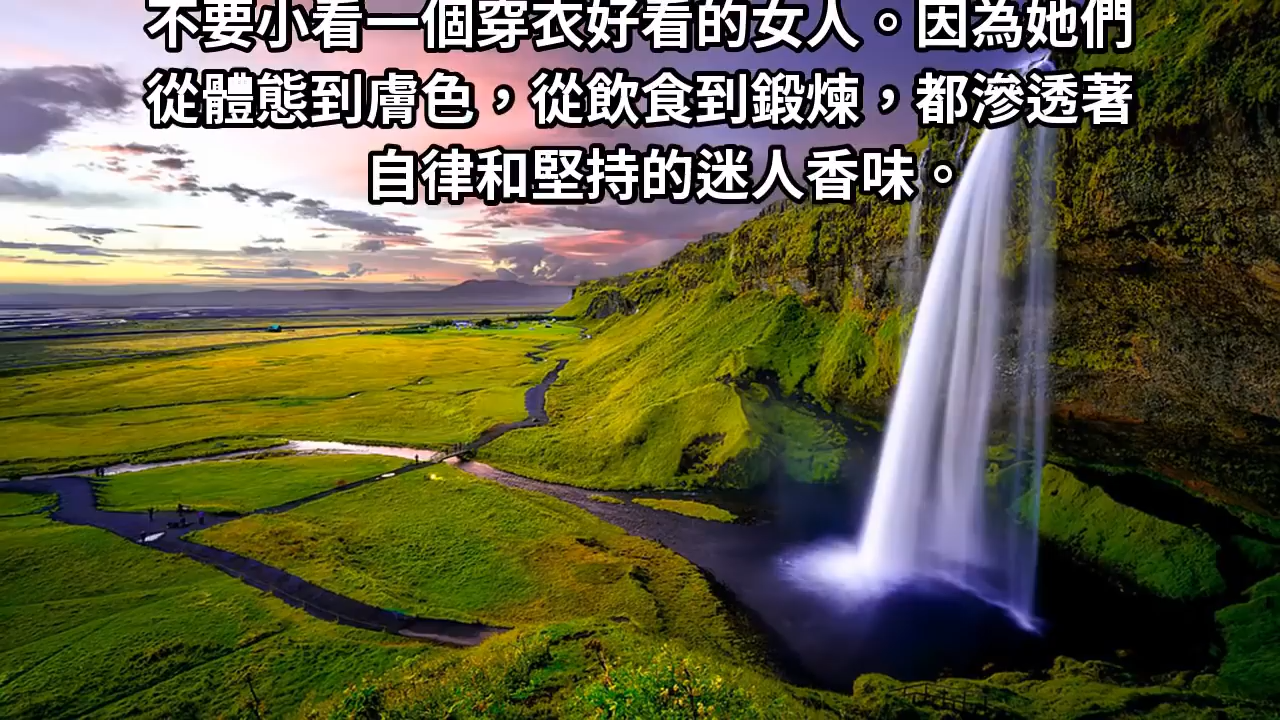 不要小看一個穿衣好看的女人。因為她們
從體態到膚色，從飲食到鍛煉，都滲透著
自律和堅持的迷人香味。